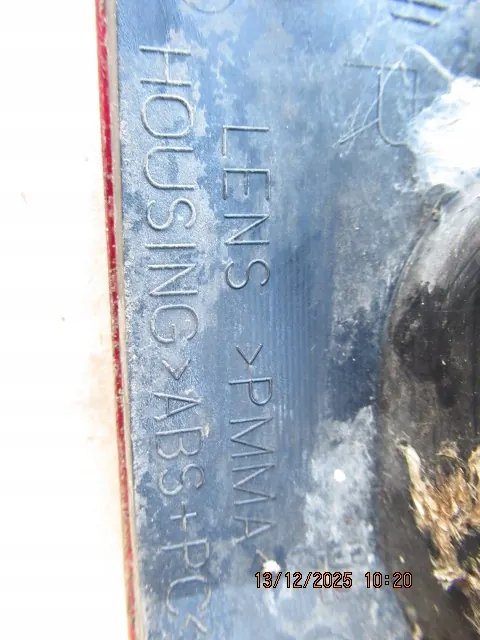 LENS >PMMA<
HOUSING>ABS+PC<
13/12/2025 10:20